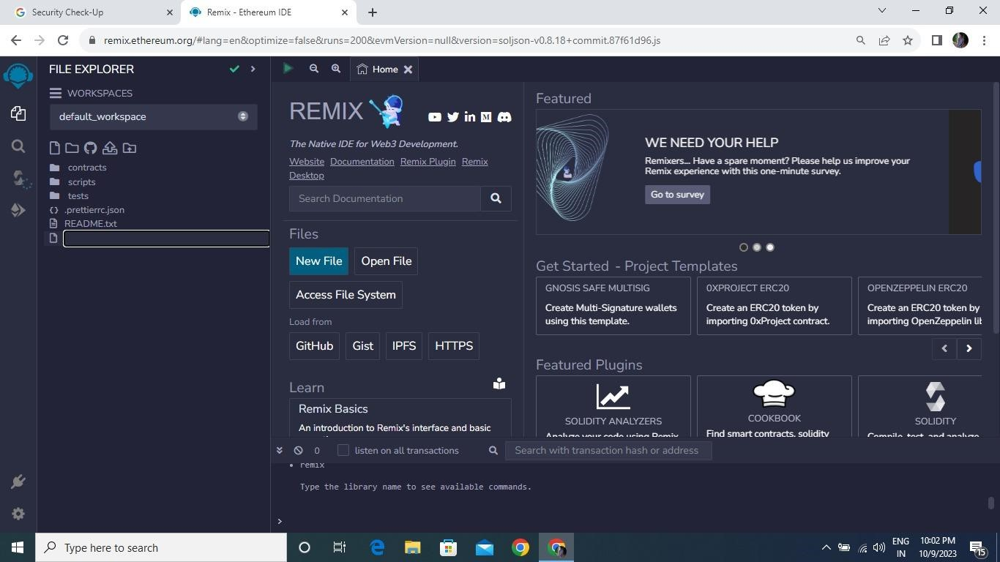 Security Check-Up
Remix - Ethereum IDE
remix.ethereum.org/#lang=en&optimize=false&runs=200&evmVersion=null&version=soljson-v0.8.18+commit.87f61d96.js
FILE EXPLORER
WORKSPACES
default_workspace
contracts
scripts
tests
.prettierrc.json
README.txt
Home
REMIX
The Native IDE for Web3 Development.
Website Documentation Remix Plugin Remix
Desktop
Search Documentation
Files
New File Open File
Access File System
Load from
GitHub Gist IPFS HTTPS
Learn
Remix Basics
An introduction to Remix's interface and basic
Featured
WE NEED YOUR HELP
Remixers... Have a spare moment? Please help us improve your
Remix experience with this one-minute survey.
Go to survey
Get Started - Project Templates
GNOSIS SAFE MULTISIG
Create Multi-Signature wallets
using this template.
0XPROJECT ERC20
Create an ERC20 token by
importing 0xProject contract.
OPENZEPPELIN ERC20
Create an ERC20 token by
importing OpenZeppelin lib
Featured Plugins
SOLIDITY ANALYZERS
Analyze your code using Remix
COOKBOOK
Find smart contracts, solidity
SOLIDITY
Compile, test, and analyze
0 listen on all transactions
Search with transaction hash or address
remix
Type the library name to see available commands.
>
Type here to search
ENG
IN
10:02 PM
10/9/2023
15